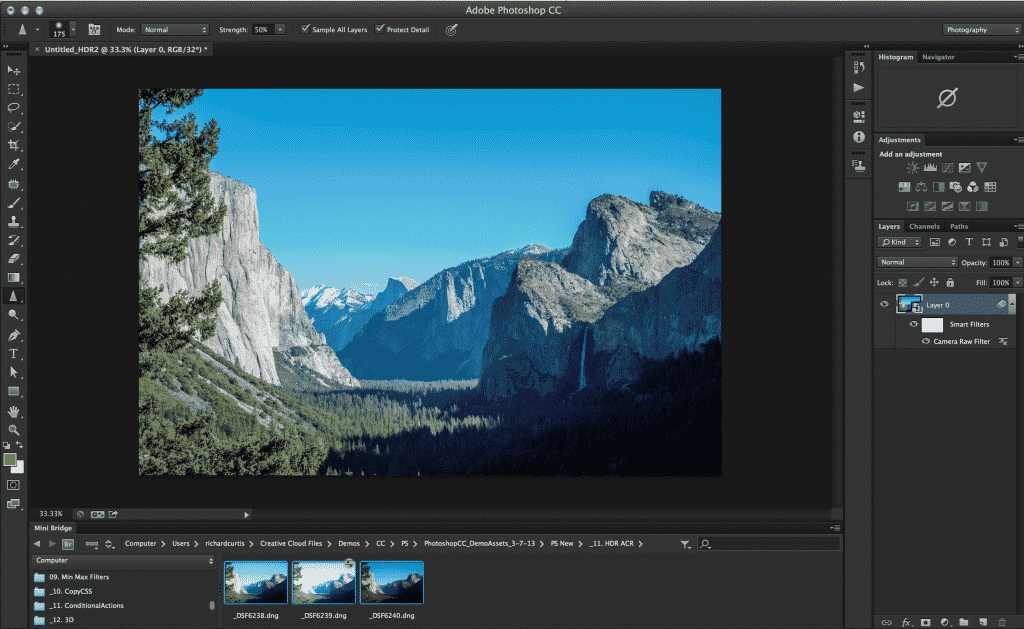 Adobe Photoshop CC
175 Mode: Normal Strength: 50% Sample All Layers Protect Detail Photography
× Untitled_HDR2 @ 33.3% (Layer 0, RGB/32*) *
Histogram Navigator
Adjustments
Add an adjustment
Layers Channels Paths
Kind
Normal Opacity: 100%
Lock: Fill: 100%
Layer 0
Smart Filters
Camera Raw Filter
33.33%
Mini Bridge
Br Computer Users richardcurtis Creative Cloud Files Demos CC PS PhotoshopCC_DemoAssets_3-7-13 PS New _11. HDR ACR
Computer
09. Min Max Filters
_10. CopyCSS
_11. ConditionalActions
_12. 3D
_DSF6238.dng _DSF6239.dng _DSF6240.dng
fx